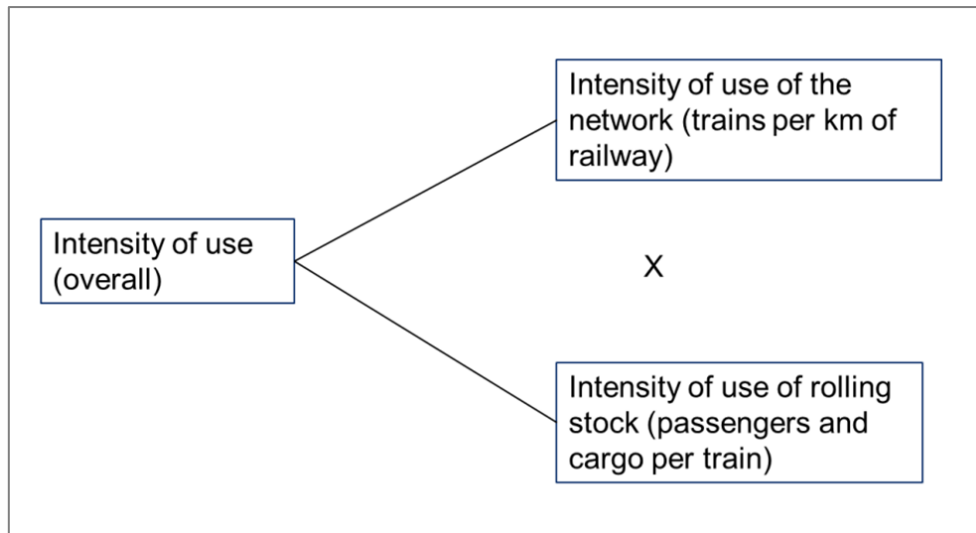 Intensity of use
(overall)
Intensity of use of the
network (trains per km of
railway)
X
Intensity of use of rolling
stock (passengers and
cargo per train)